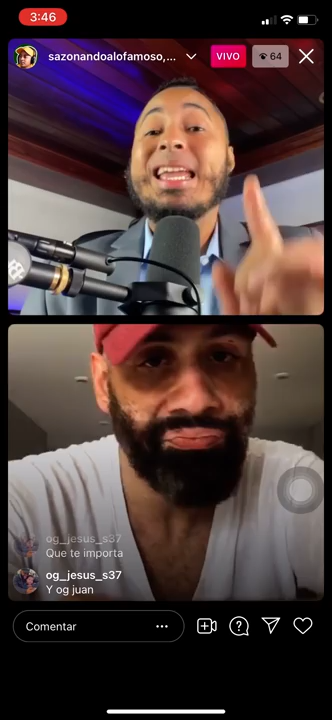 3:46
sazonandoalofamoso,...
VIVO
64
og_jesus_s37
Que te importa
og_jesus_s37
Y og juan
Comentar